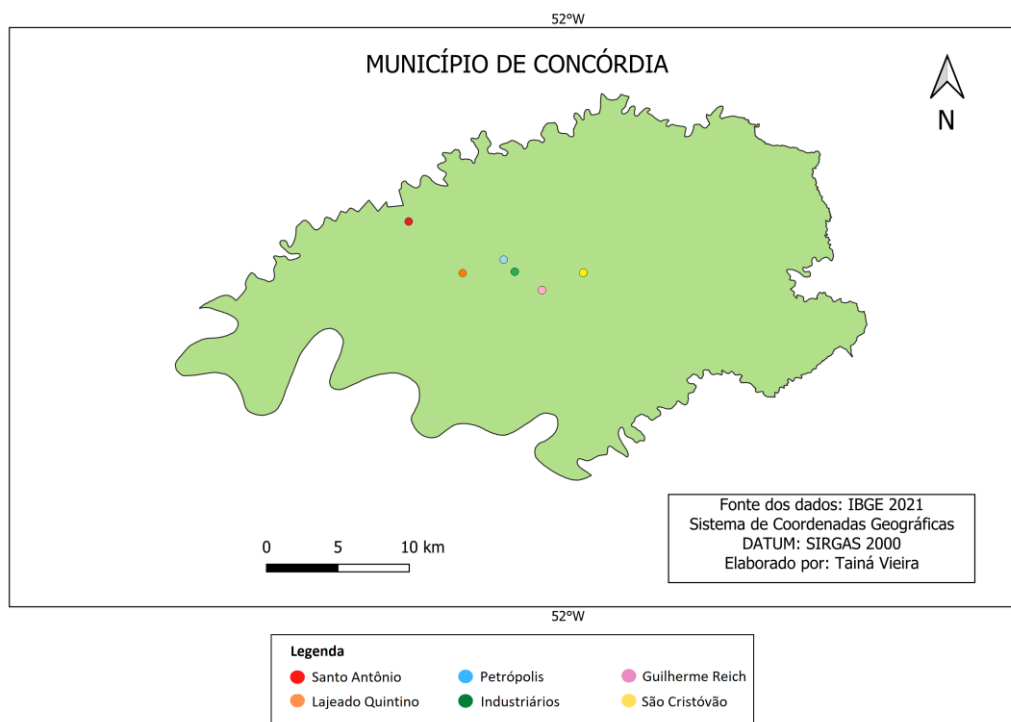 52°W
MUNICÍPIO DE CONCÓRDIA
N
Fonte dos dados: IBGE 2021
Sistema de Coordenadas Geográficas
DATUM: SIRGAS 2000
Elaborado por: Tainá Vieira
0 5 10 km
52°W
Legenda
Santo Antônio Petrópolis Guilherme Reich
Lajeado Quintino Industriários São Cristóvão